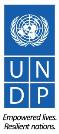 U N
D P
Empowered lives.
Resilient nations.